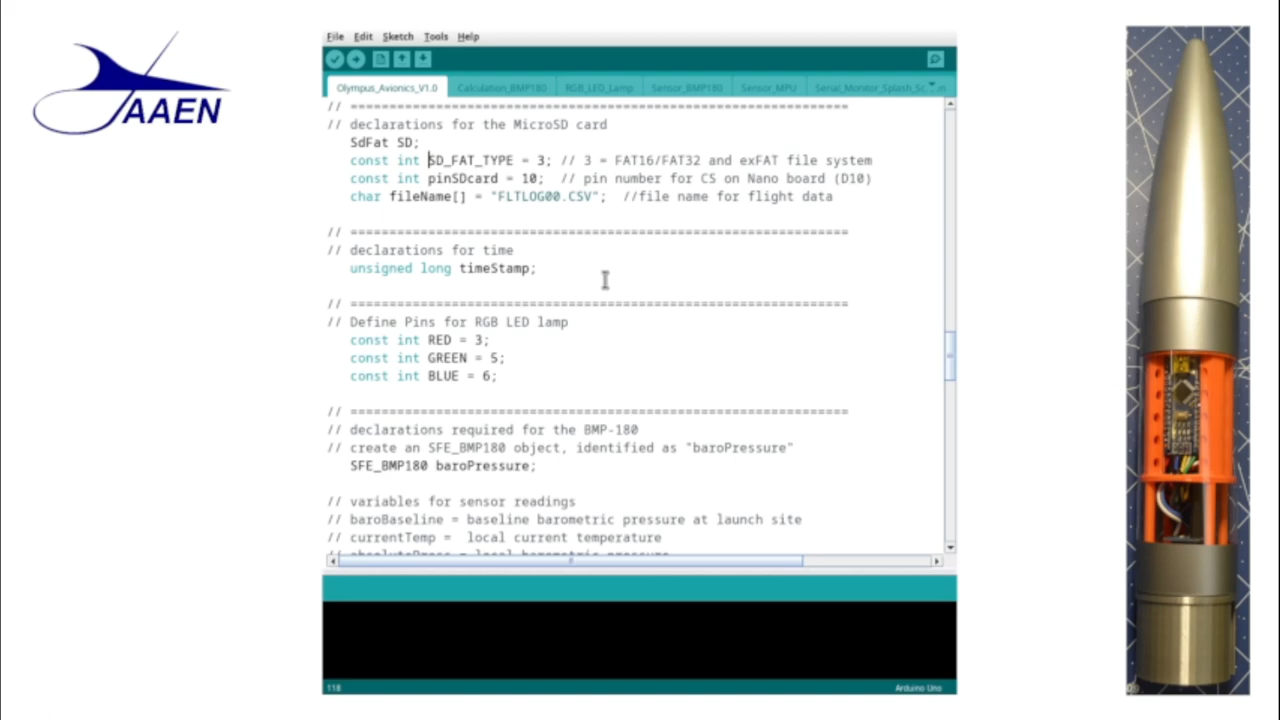 AAEN
File Edit Sketch Tools Help
Olympus_Avionics_V1.0 Calculation_BMP180 RGB_LED_Lamp Sensor_BMP180 Sensor_MPU
// ================================================================
// declarations for the MicroSD card
SdFat SD;
const int SD_FAT_TYPE = 3; // 3 = FAT16/FAT32 and exFAT file system
const int pinSDcard = 10; // pin number for CS on Nano board (D10)
char fileName[] = "FLTLOG00.CSV"; //file name for flight data
// ================================================================
// declarations for time
unsigned long timeStamp;
// ================================================================
// Define Pins for RGB LED lamp
const int RED = 3;
const int GREEN = 5;
const int BLUE = 6;
// ================================================================
// declarations required for the BMP-180
// create an SFE_BMP180 object, identified as "baroPressure"
SFE_BMP180 baroPressure;
// variables for sensor readings
// baroBaseline = baseline barometric pressure at launch site
// currentTemp = local current temperature
118 Arduino Uno